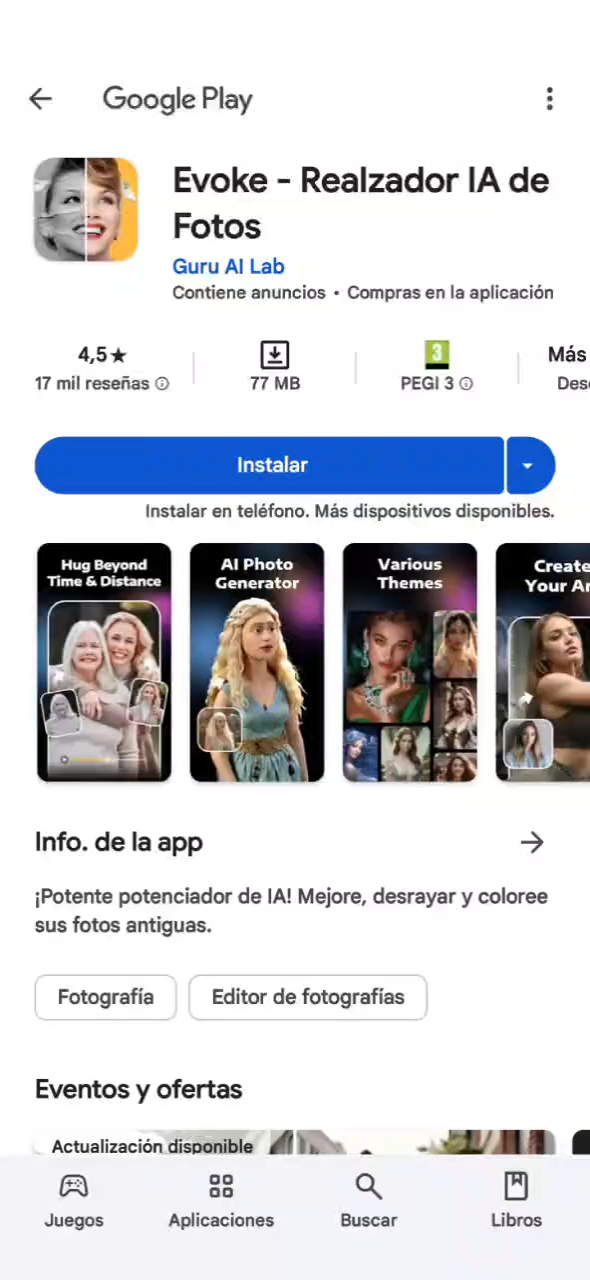 Google Play
Evoke - Realzador IA de
Fotos
Guru AI Lab
Contiene anuncios • Compras en la aplicación
4,5★
17 mil reseñas
77 MB
3
PEGI 3
Más
Des
Instalar
Instalar en teléfono. Más dispositivos disponibles.
Hug Beyond
Time & Distance
AI Photo
Generator
Various
Themes
Create
Your Ar
Info. de la app
¡Potente potenciador de IA! Mejore, desrayar y coloree
sus fotos antiguas.
Fotografía
Editor de fotografías
Eventos y ofertas
Actualización disponible
Juegos
Aplicaciones
Buscar
Libros